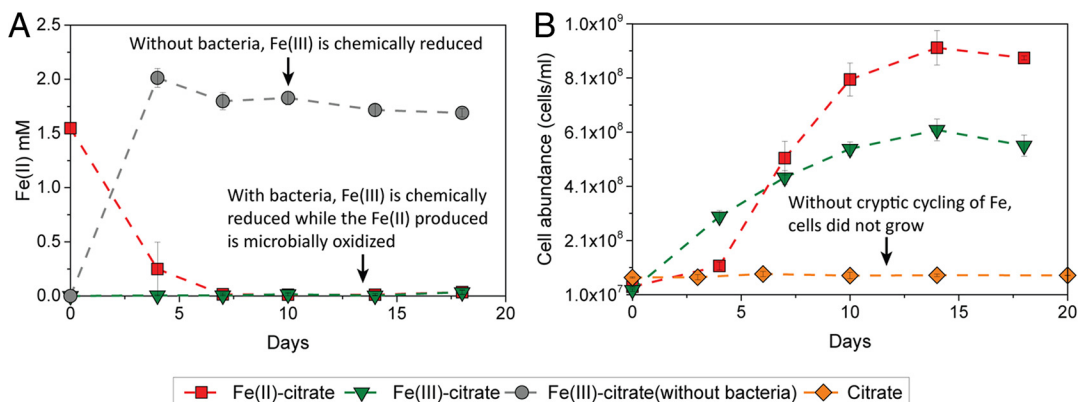 A
Without bacteria, Fe(III) is chemically reduced
With bacteria, Fe(III) is chemically
reduced while the Fe(II) produced
is microbially oxidized
Fe(II) mM
2.5
2.0
1.5
1.0
0.5
0.0
0 5 10 15 20
Days
B
Without cryptic cycling of Fe,
cells did not grow
Cell abundance (cells/ml)
1.0x10⁹
8.1x10⁸
6.1x10⁸
4.1x10⁸
2.1x10⁸
1.0x10⁷
0 5 10 15 20
Days
Fe(II)-citrate Fe(III)-citrate Fe(III)-citrate(without bacteria) Citrate